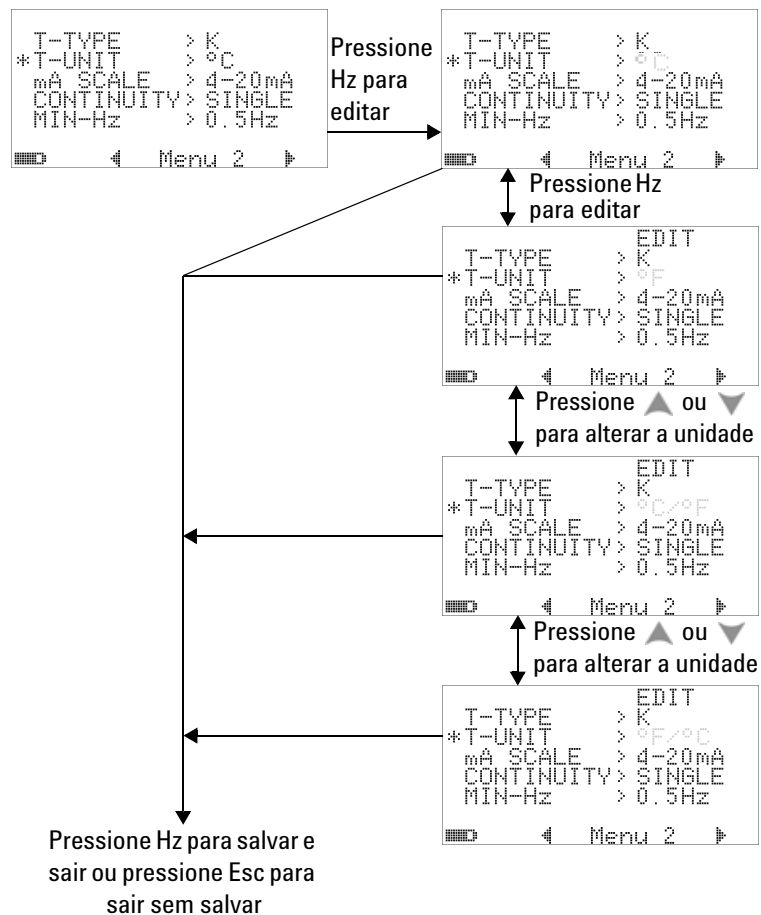 T-TYPE > K
*T-UNIT > °C
mA SCALE > 4-20mA
CONTINUITY > SINGLE
MIN-Hz > 0.5Hz
Menu 2
Pressione
Hz para
editar
T-TYPE > K
*T-UNIT > °C
mA SCALE > 4-20mA
CONTINUITY > SINGLE
MIN-Hz > 0.5Hz
Menu 2
Pressione Hz
para editar
EDIT
T-TYPE > K
*T-UNIT > °F
mA SCALE > 4-20mA
CONTINUITY > SINGLE
MIN-Hz > 0.5Hz
Menu 2
Pressione ▲ ou ▼
para alterar a unidade
EDIT
T-TYPE > K
*T-UNIT > °C/°F
mA SCALE > 4-20mA
CONTINUITY > SINGLE
MIN-Hz > 0.5Hz
Menu 2
Pressione ▲ ou ▼
para alterar a unidade
EDIT
T-TYPE > K
*T-UNIT > °F/°C
mA SCALE > 4-20mA
CONTINUITY > SINGLE
MIN-Hz > 0.5Hz
Menu 2
Pressione Hz para salvar e
sair ou pressione Esc para
sair sem salvar